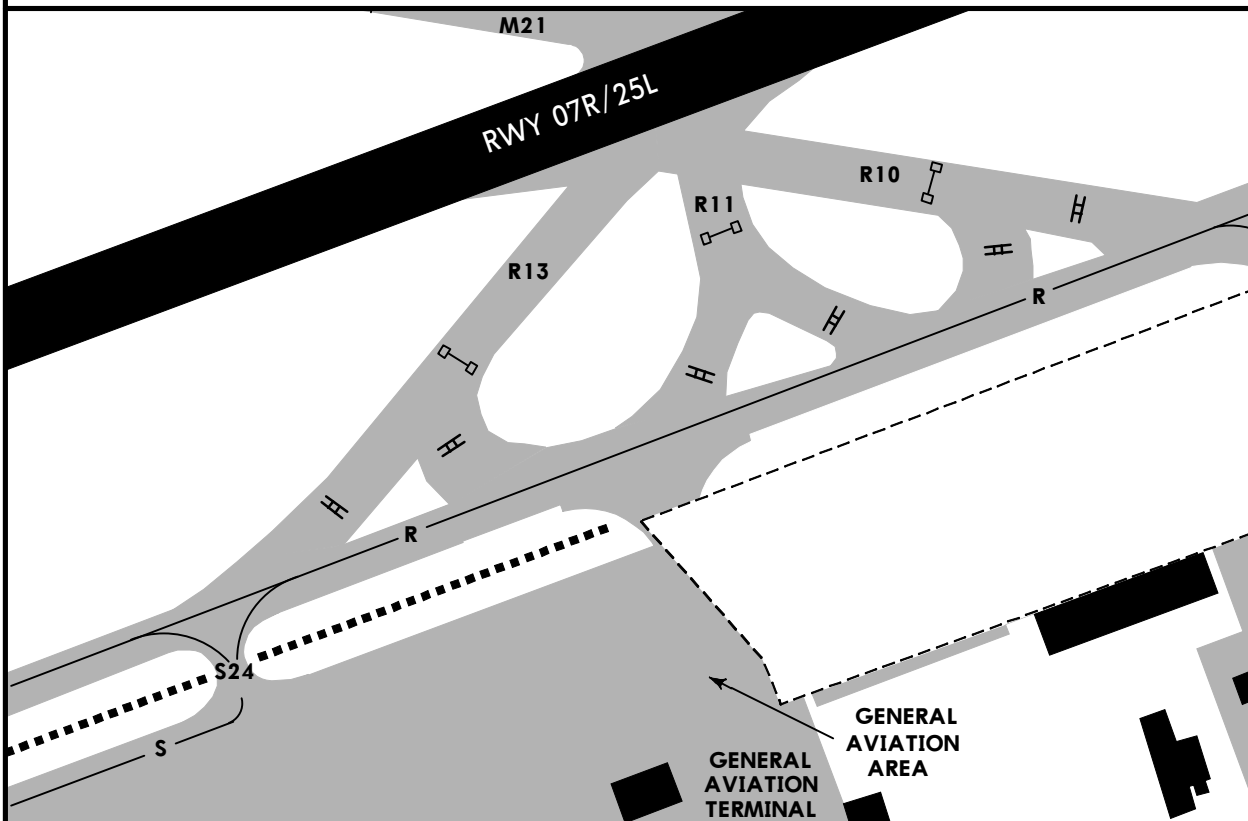 M21
RWY 07R/25L
R10
R11
R13
R
R
S24
S
GENERAL
AVIATION
AREA
GENERAL
AVIATION
TERMINAL